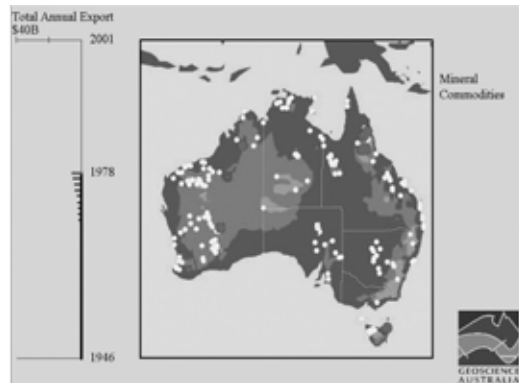 Total Annual Export
$40B
2001
Mineral
Commodities
1978
1946
GEOSCIENCE
AUSTRALIA